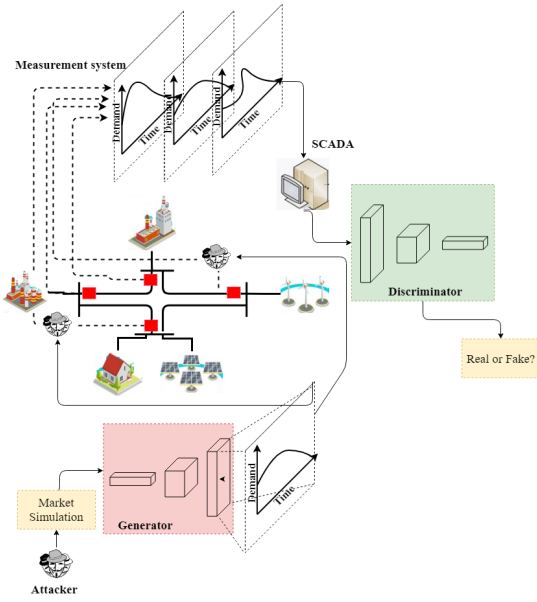 Measurement system
Demand
Time
Demand
Time
Demand
Time
SCADA
Discriminator
Real or Fake?
Demand
Time
Market
Simulation
Generator
Attacker